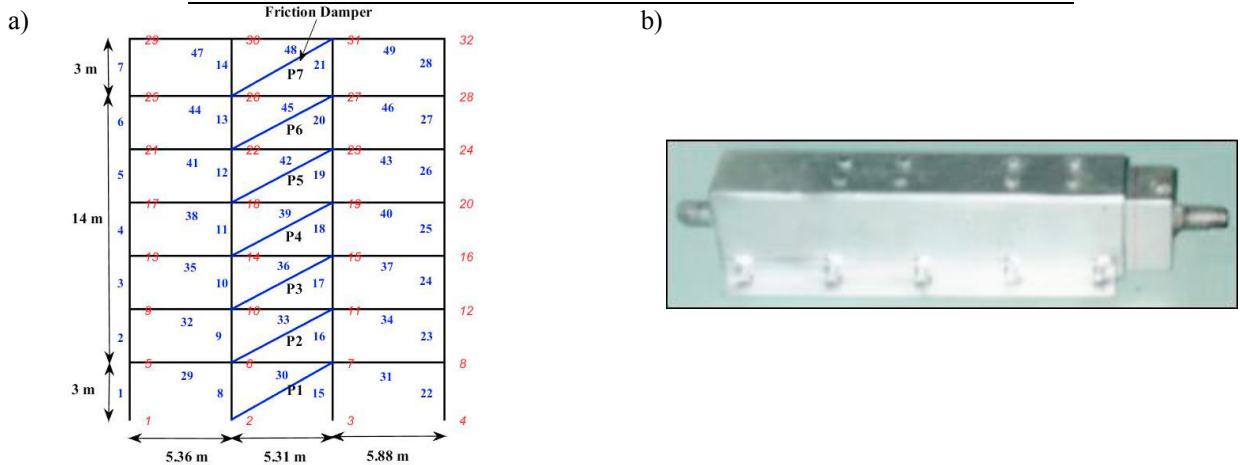 a)
b)
Friction Damper
29 30 31 32
47 48 49
7 14 21 28
P7
3 m
25 26 27 28
44 45 46
6 13 20 27
P6
21 22 23 24
41 42 43
5 12 19 26
P5
17 18 19 20
14 m
38 39 40
4 11 18 25
P4
13 14 15 16
35 36 37
3 10 17 24
P3
9 10 11 12
32 33 34
2 9 16 23
P2
5 6 7 8
29 30 31
3 m
1 8 15 22
P1
1 2 3 4
5.36 m 5.31 m 5.88 m